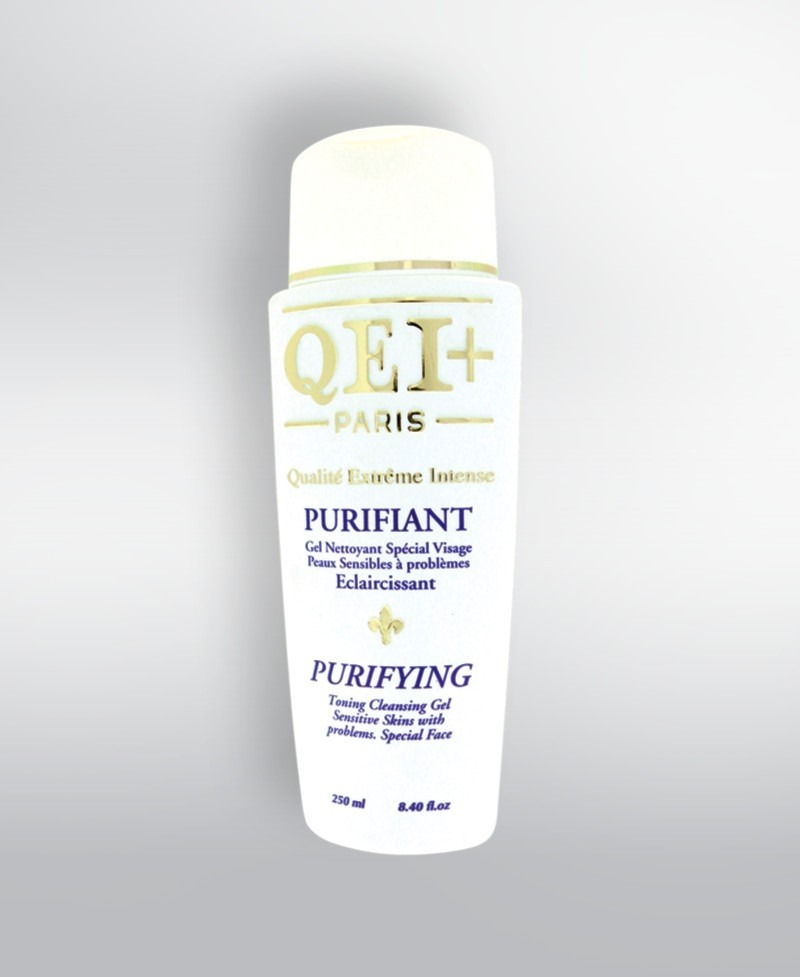 QEI+
PARIS
Qualité Extrême Intense
PURIFIANT
Gel Nettoyant Spécial Visage
Peaux Sensibles à problèmes
Eclaircissant
PURIFYING
Toning Cleansing Gel
Sensitive Skins with
problems. Special Face
250 ml 8.40 fl.oz